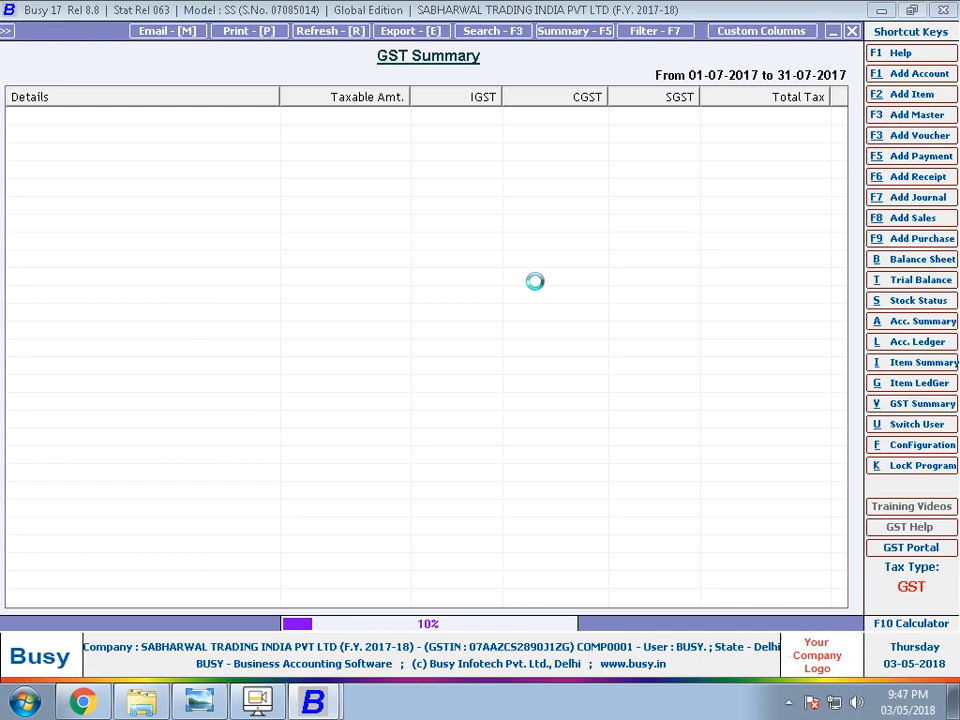 B Busy 17 Rel 8.8 | Stat Rel 063 | Model : SS (S.No. 07085014) | Global Edition | SABHARWAL TRADING INDIA PVT LTD (F.Y. 2017-18)
>> Email - [M] Print - [P] Refresh - [R] Export - [E] Search - F3 Summary - F5 Filter - F7 Custom Columns
GST Summary
From 01-07-2017 to 31-07-2017
Details Taxable Amt. IGST CGST SGST Total Tax
Shortcut Keys
F1 Help
F1 Add Account
F2 Add Item
F3 Add Master
F3 Add Voucher
F5 Add Payment
F6 Add Receipt
F7 Add Journal
F8 Add Sales
F9 Add Purchase
B Balance Sheet
T Trial Balance
S Stock Status
A Acc. Summary
L Acc. Ledger
I Item Summary
G Item LedGer
Y GST Summary
U Switch User
F ConFiguration
K LocK Program
Training Videos
GST Help
GST Portal
Tax Type:
GST
10%
F10 Calculator
Busy
Company : SABHARWAL TRADING INDIA PVT LTD (F.Y. 2017-18) - (GSTIN : 07AAZCS2890J1ZG) COMP0001 - User : BUSY. ; State - Delhi
BUSY - Business Accounting Software ; (c) Busy Infotech Pvt. Ltd., Delhi ; www.busy.in
Your
Company
Logo
Thursday
03-05-2018
B
9:47 PM
03/05/2018